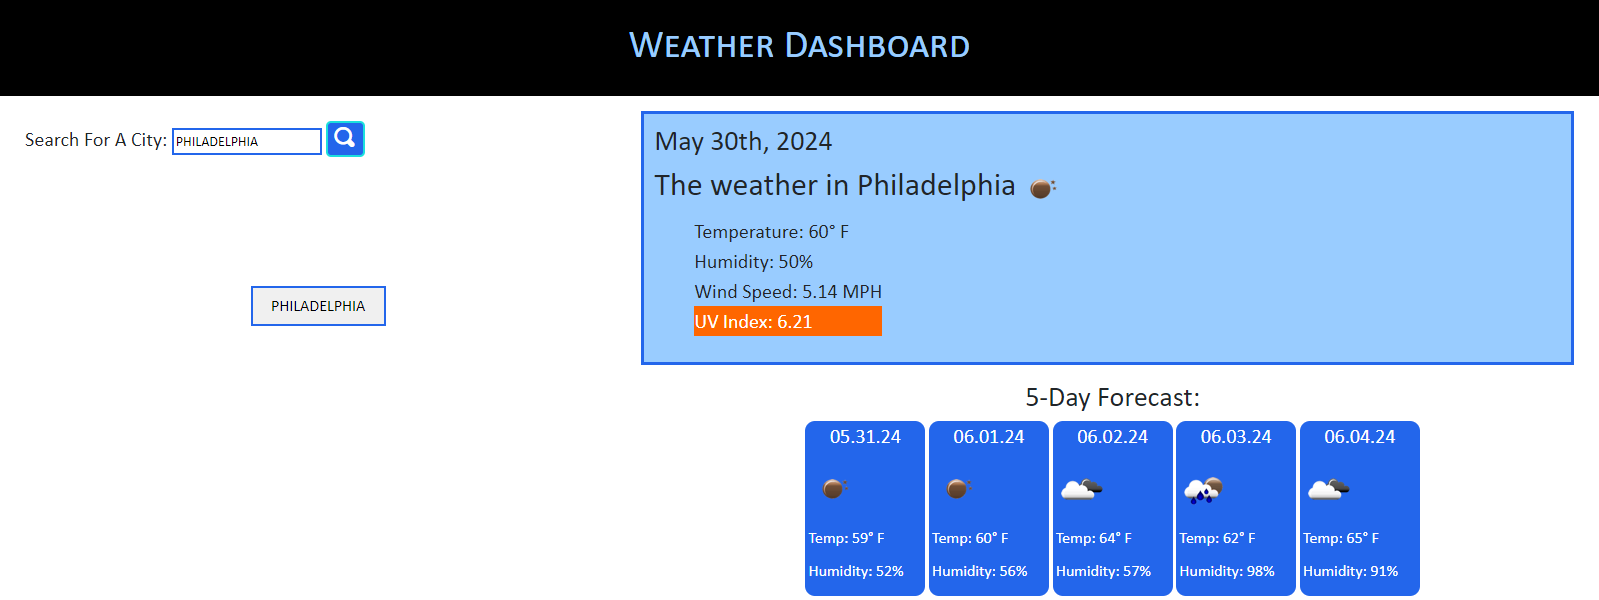 Weather Dashboard
Search For A City: PHILADELPHIA
PHILADELPHIA
May 30th, 2024
The weather in Philadelphia
Temperature: 60° F
Humidity: 50%
Wind Speed: 5.14 MPH
UV Index: 6.21
5-Day Forecast:
05.31.24
Temp: 59° F
Humidity: 52%
06.01.24
Temp: 60° F
Humidity: 56%
06.02.24
Temp: 64° F
Humidity: 57%
06.03.24
Temp: 62° F
Humidity: 98%
06.04.24
Temp: 65° F
Humidity: 91%